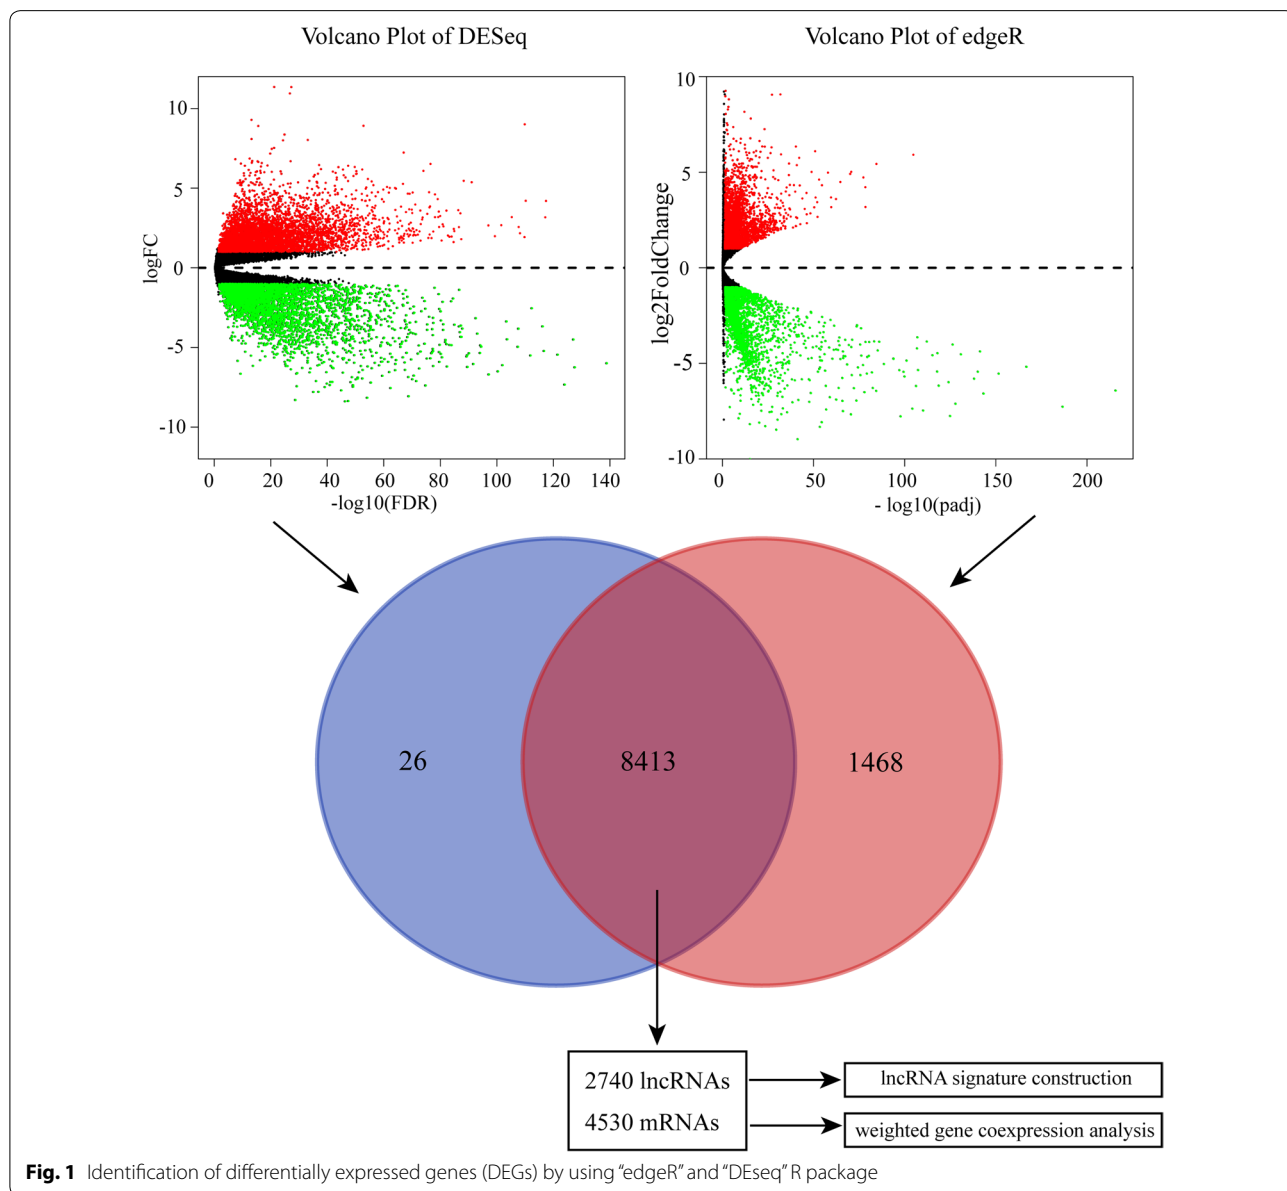 Volcano Plot of DESeq
Volcano Plot of edgeR
logFC
10
5
0
-5
-10
0 20 40 60 80 100 120 140
-log10(FDR)
log2FoldChange
10
5
0
-5
-10
0 50 100 150 200
- log10(padj)
26
8413
1468
2740 lncRNAs
4530 mRNAs
lncRNA signature construction
weighted gene coexpression analysis
Fig. 1 Identification of differentially expressed genes (DEGs) by using “edgeR” and “DEseq” R package